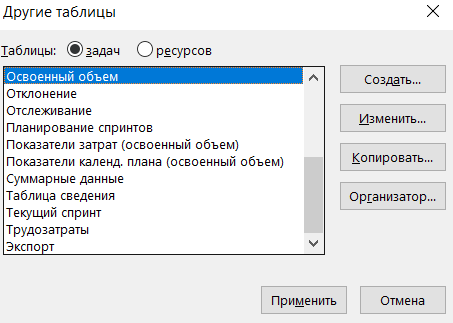 Другие таблицы
Таблицы: задач ресурсов
Освоенный объем
Отклонение
Отслеживание
Планирование спринтов
Показатели затрат (освоенный объем)
Показатели календ. плана (освоенный объем)
Суммарные данные
Таблица сведения
Текущий спринт
Трудозатраты
Экспорт
Создать...
Изменить...
Копировать...
Организатор...
Применить Отмена